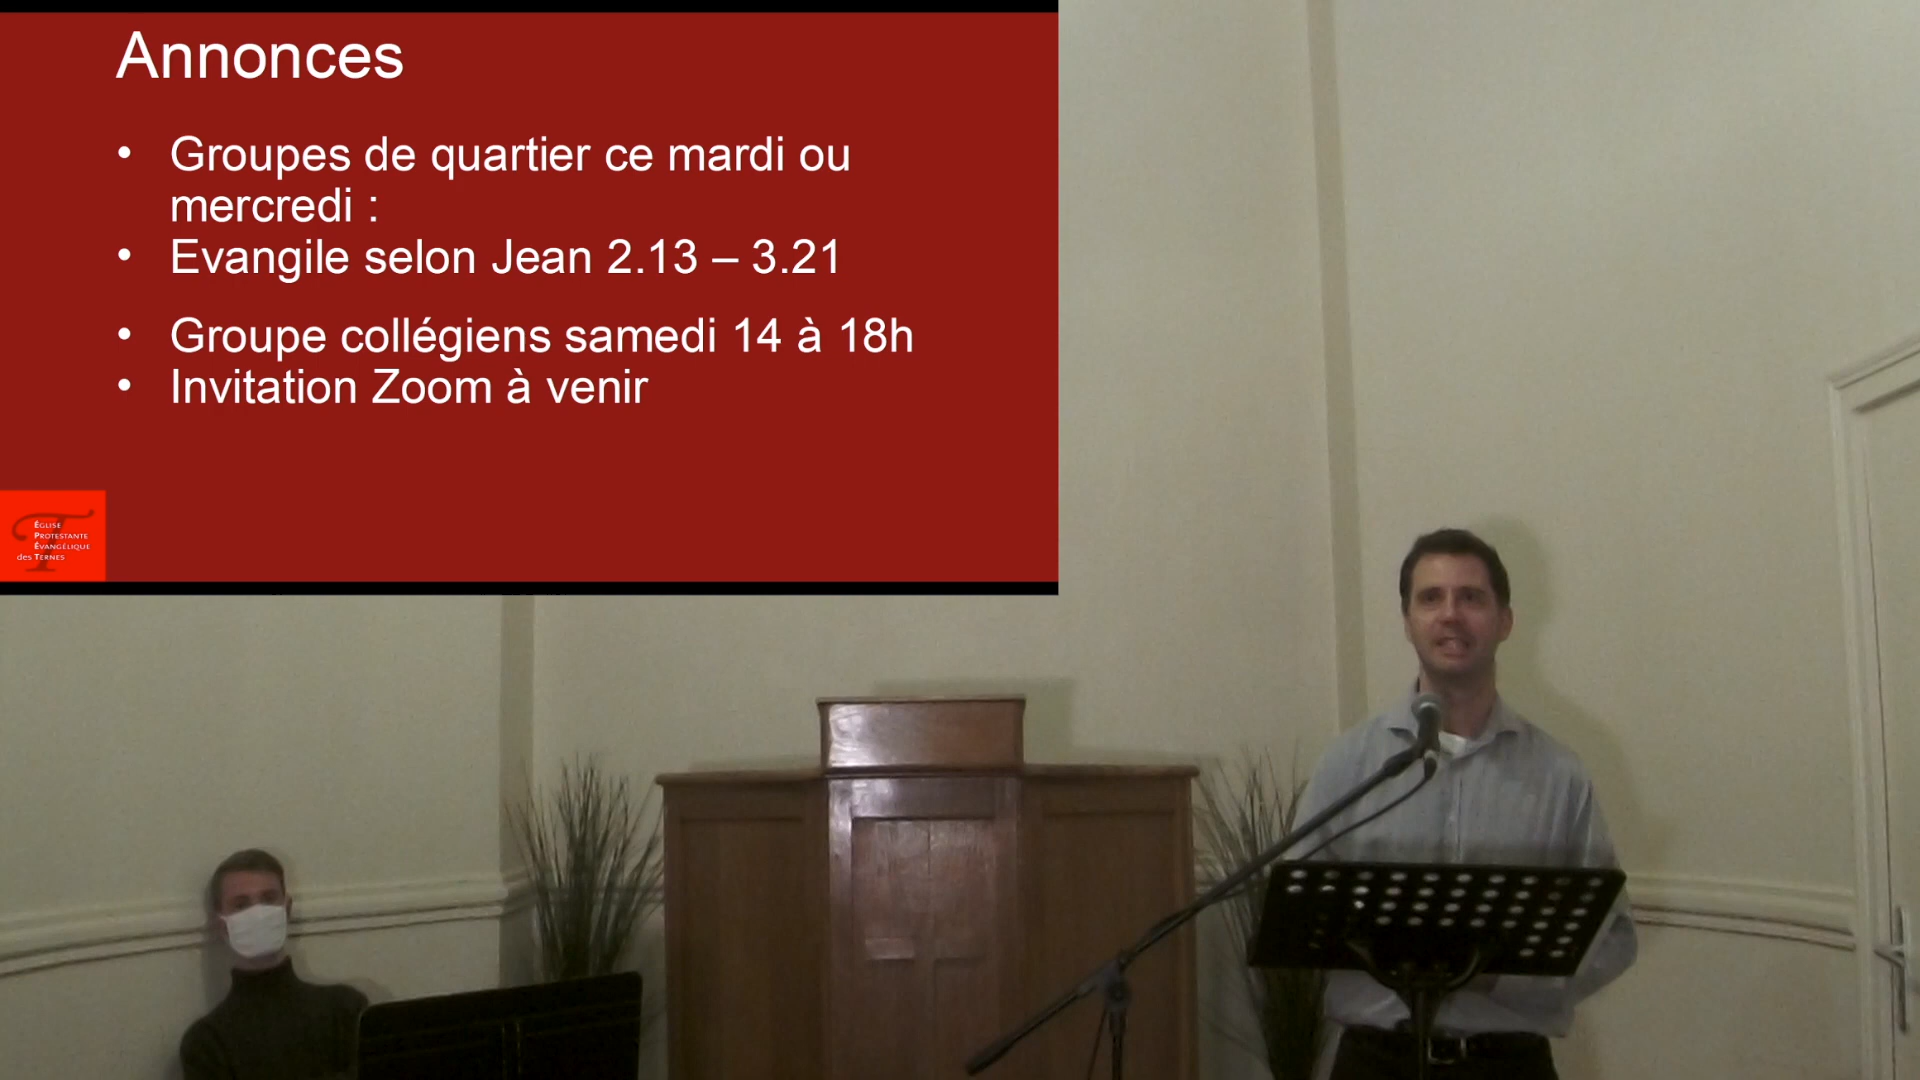 Annonces
• Groupes de quartier ce mardi ou
mercredi :
• Evangile selon Jean 2.13 – 3.21
• Groupe collégiens samedi 14 à 18h
• Invitation Zoom à venir
ÉGLISE
PROTESTANTE
ÉVANGÉLIQUE
des TERNES